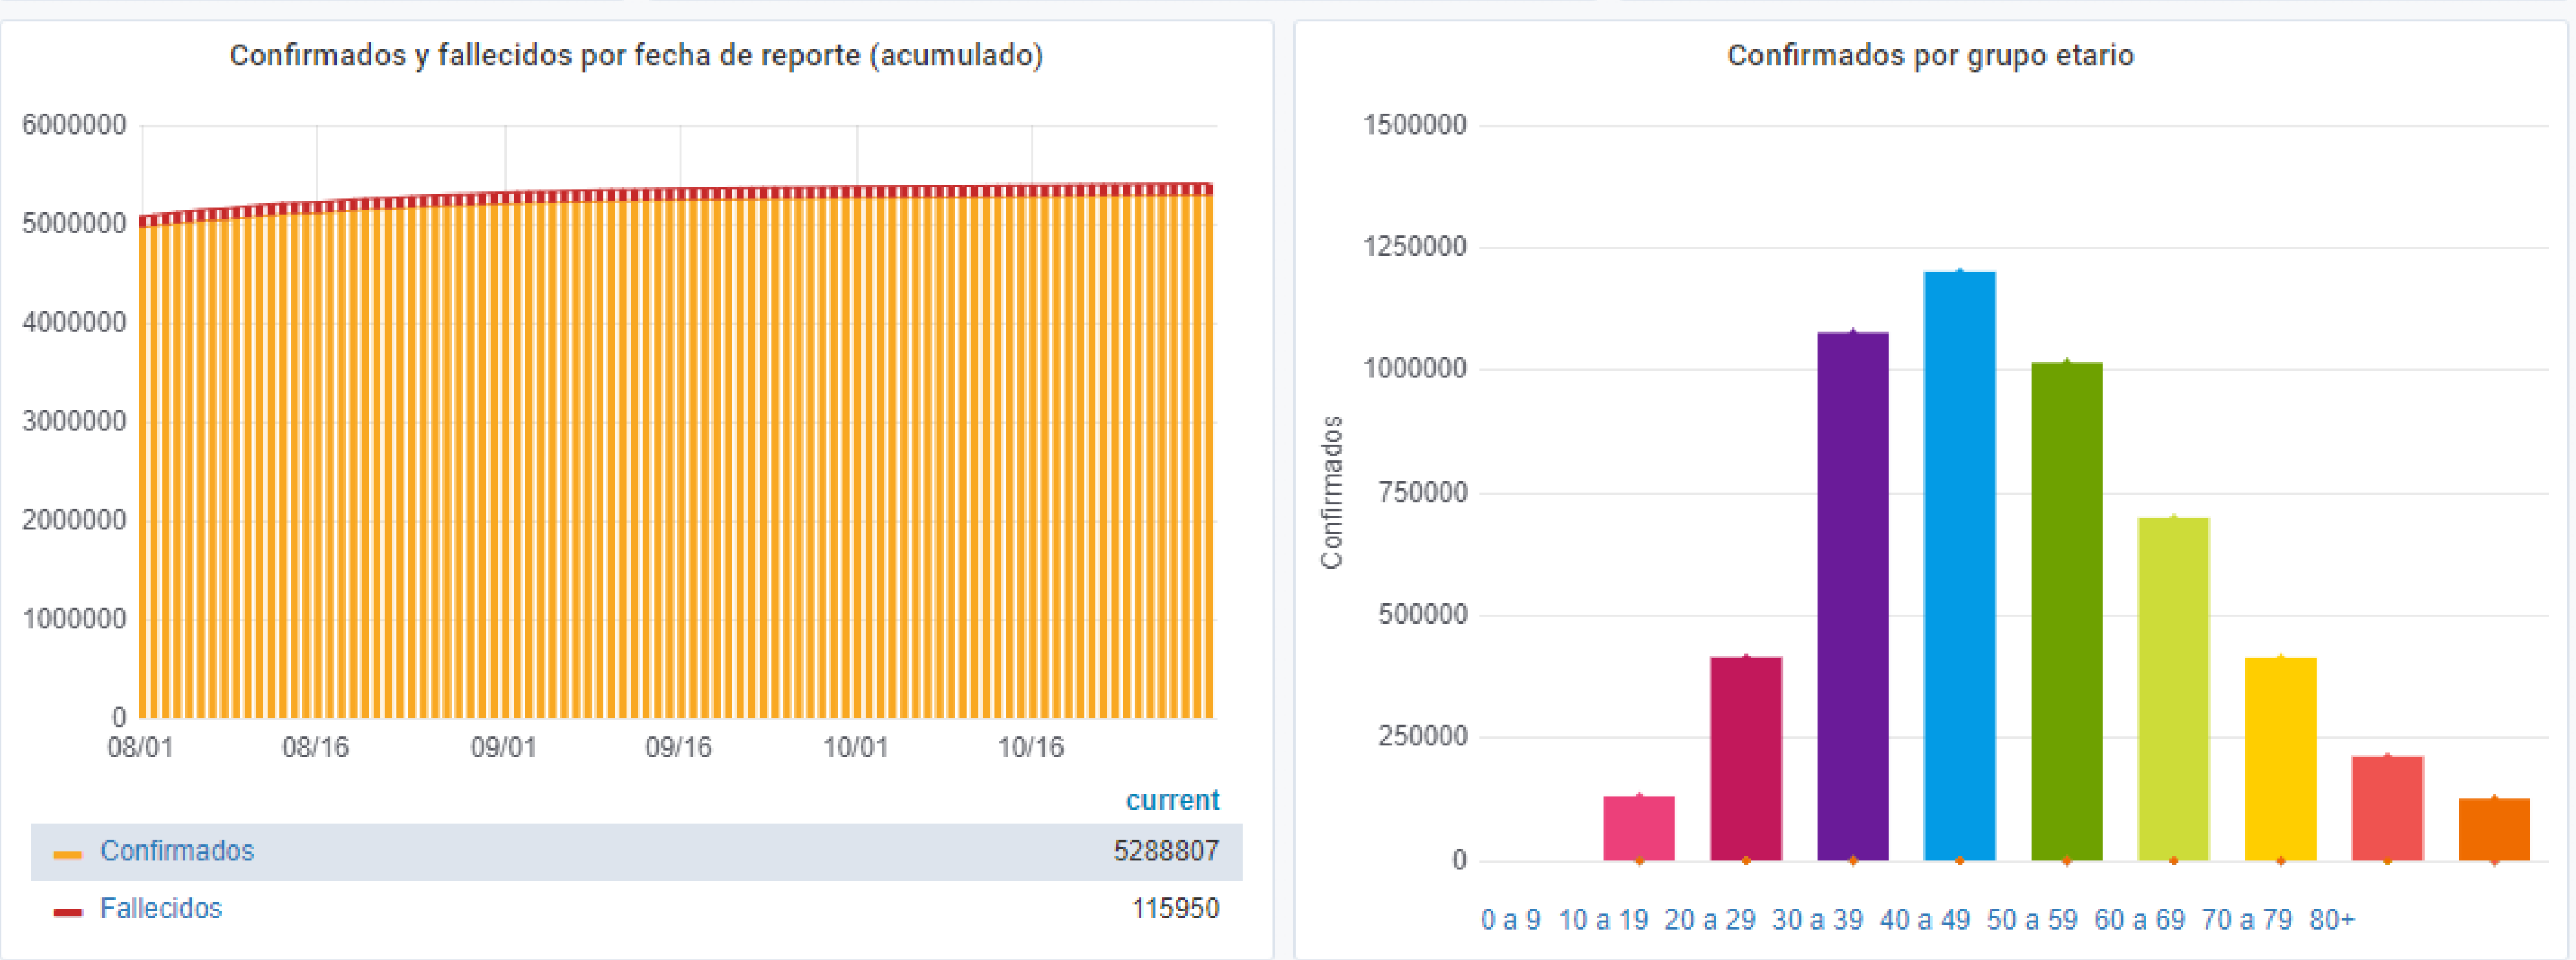 Confirmados y fallecidos por fecha de reporte (acumulado)
6000000
5000000
4000000
3000000
2000000
1000000
0
08/01 08/16 09/01 09/16 10/01 10/16
current
Confirmados 5288807
Fallecidos 115950
Confirmados por grupo etario
Confirmados
1500000
1250000
1000000
750000
500000
250000
0
0 a 9 10 a 19 20 a 29 30 a 39 40 a 49 50 a 59 60 a 69 70 a 79 80+